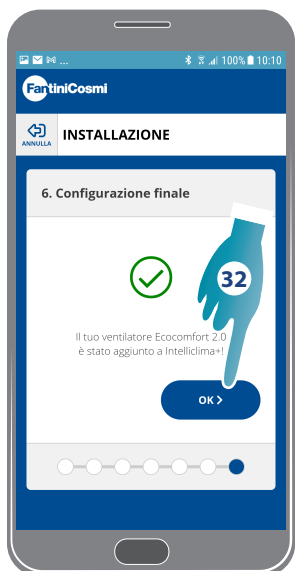 ... 100% 10:10
FantiniCosmi
ANNULLA
INSTALLAZIONE
6. Configurazione finale
32
Il tuo ventilatore Ecocomfort 2.0
è stato aggiunto a Intelliclima+!
OK >